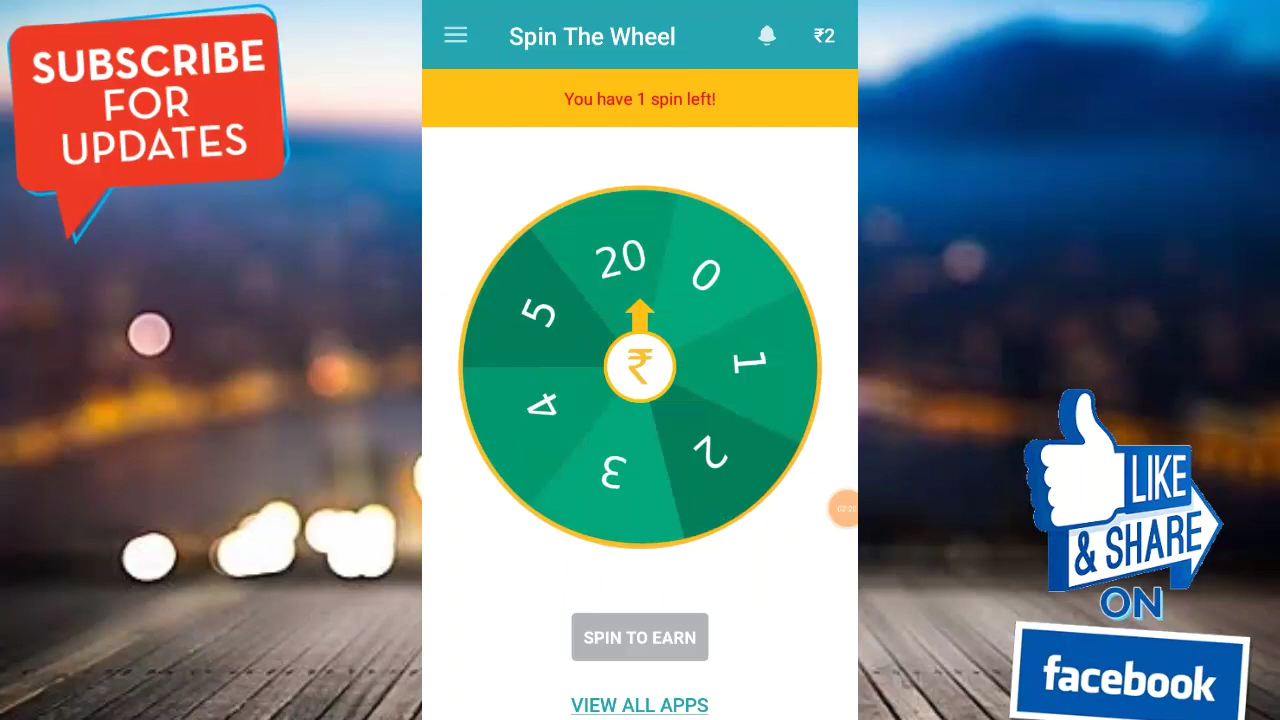 SUBSCRIBE
FOR
UPDATES
Spin The Wheel
₹2
You have 1 spin left!
20
0
5
1
4
2
3
₹
SPIN TO EARN
VIEW ALL APPS
LIKE
& SHARE
ON
facebook